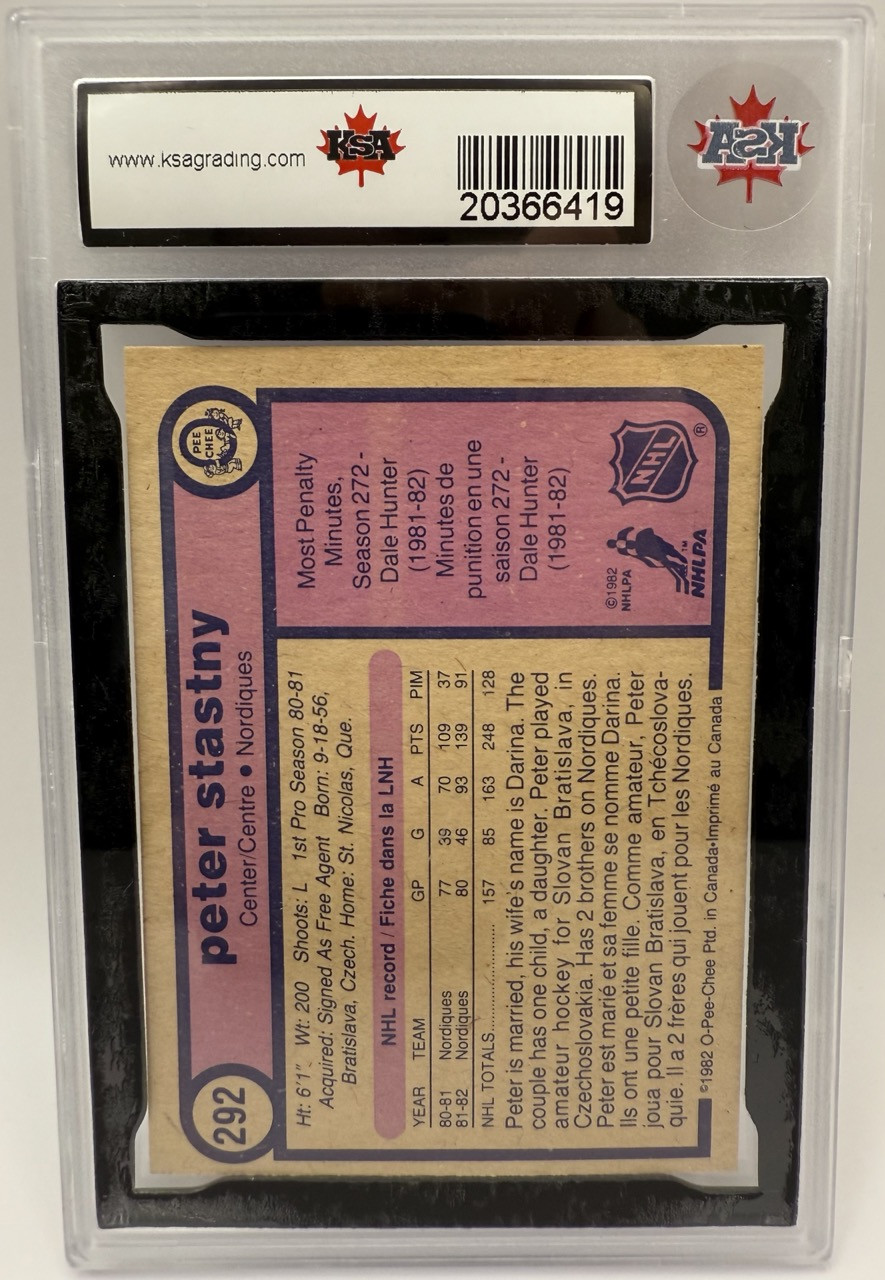 www.ksagrading.com
KSA
20366419
KSA
292
peter stastny
Center/Centre • Nordiques
O
PEE
CHEE
Ht: 6'1" Wt: 200 Shoots: L 1st Pro Season 80-81
Acquired: Signed As Free Agent Born: 9-18-56,
Bratislava, Czech. Home: St. Nicolas, Que.
NHL record / Fiche dans la LNH
YEAR TEAM GP G A PTS PIM
80-81 Nordiques 77 39 70 109 37
81-82 Nordiques 80 46 93 139 91
NHL TOTALS.................... 157 85 163 248 128
Peter is married, his wife's name is Darina. The
couple has one child, a daughter. Peter played
amateur hockey for Slovan Bratislava, in
Czechoslovakia. Has 2 brothers on Nordiques.
Peter est marié et sa femme se nomme Darina.
Ils ont une petite fille. Comme amateur, Peter
joua pour Slovan Bratislava, en Tchécoslova-
quie. Il a 2 frères qui jouent pour les Nordiques.
©1982 O-Pee-Chee Ptd. in Canada•Imprimé au Canada
Most Penalty
Minutes,
Season 272 -
Dale Hunter
(1981-82)
Minutes de
punition en une
saison 272 -
Dale Hunter
(1981-82)
©1982
NHLPA
NHLPA™
NHL®